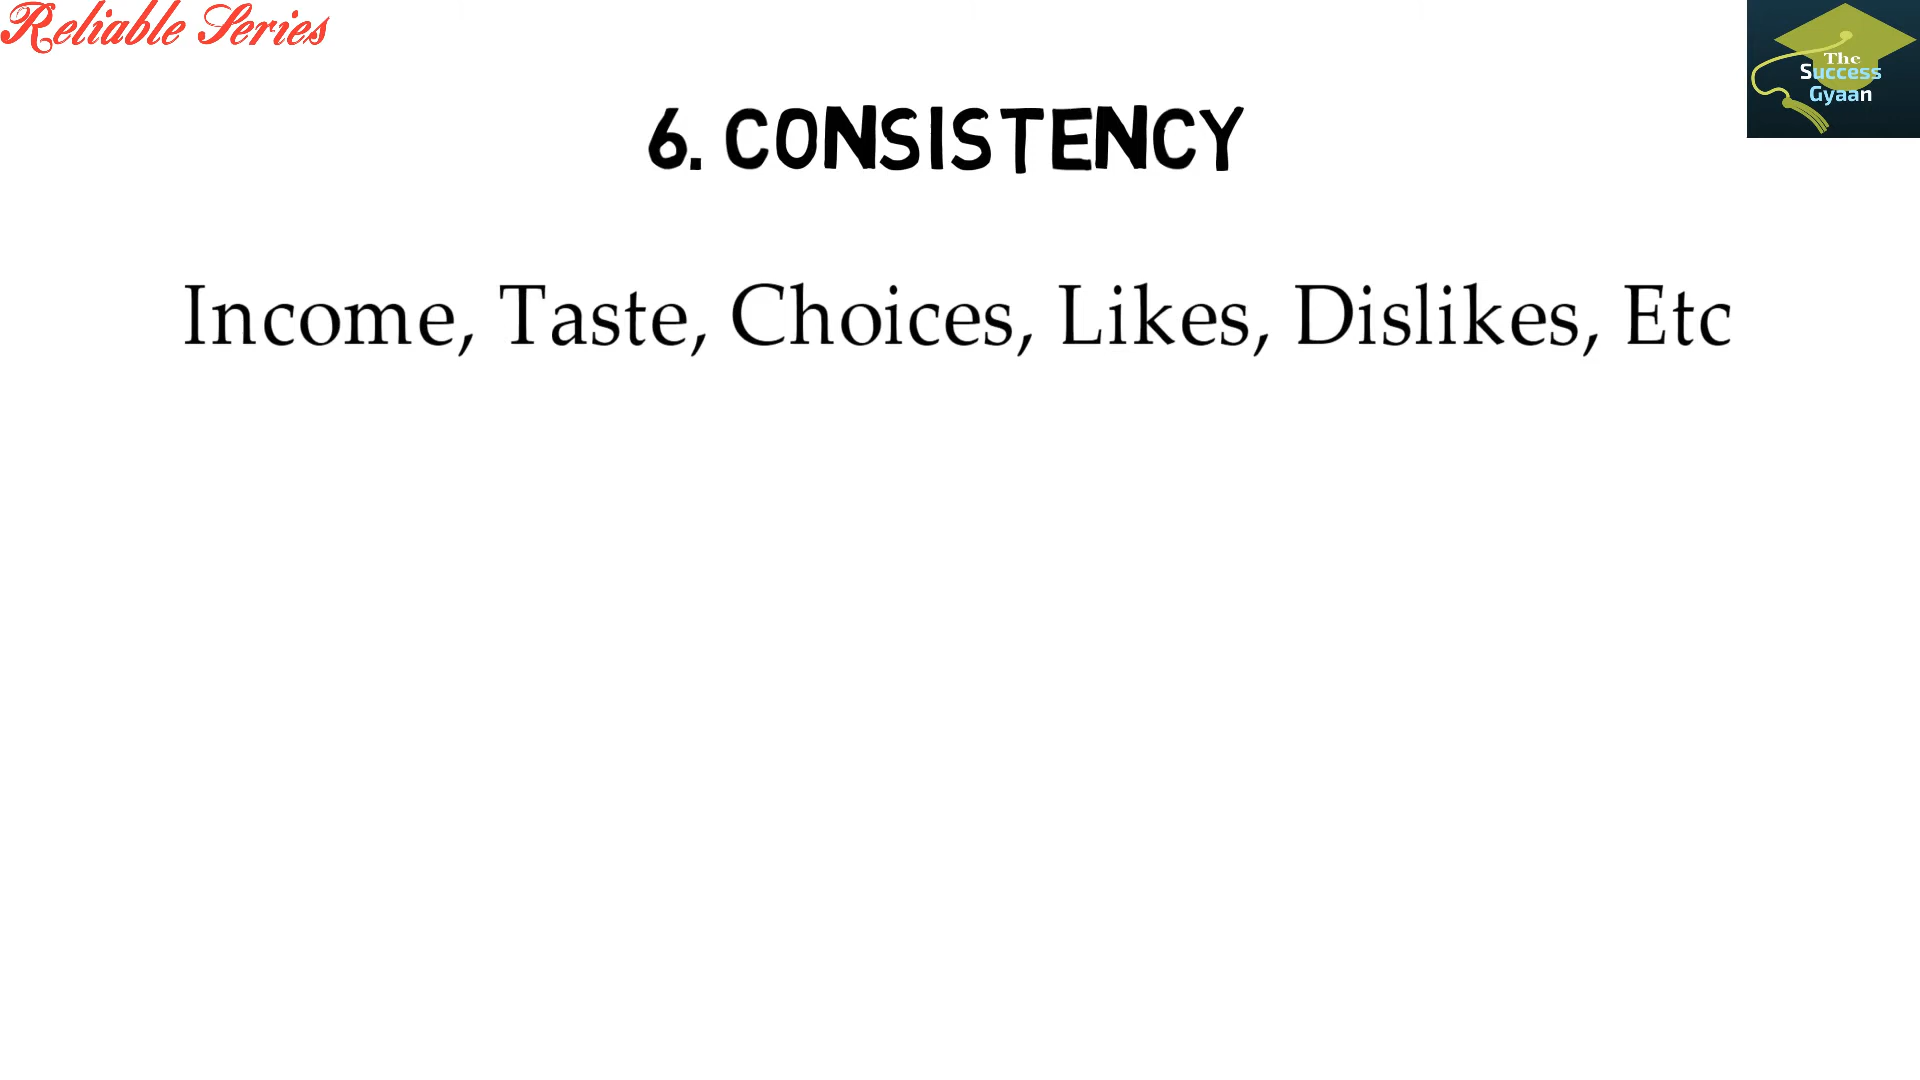 Reliable Series
The
Success
Gyaan
6. CONSISTENCY
Income, Taste, Choices, Likes, Dislikes, Etc